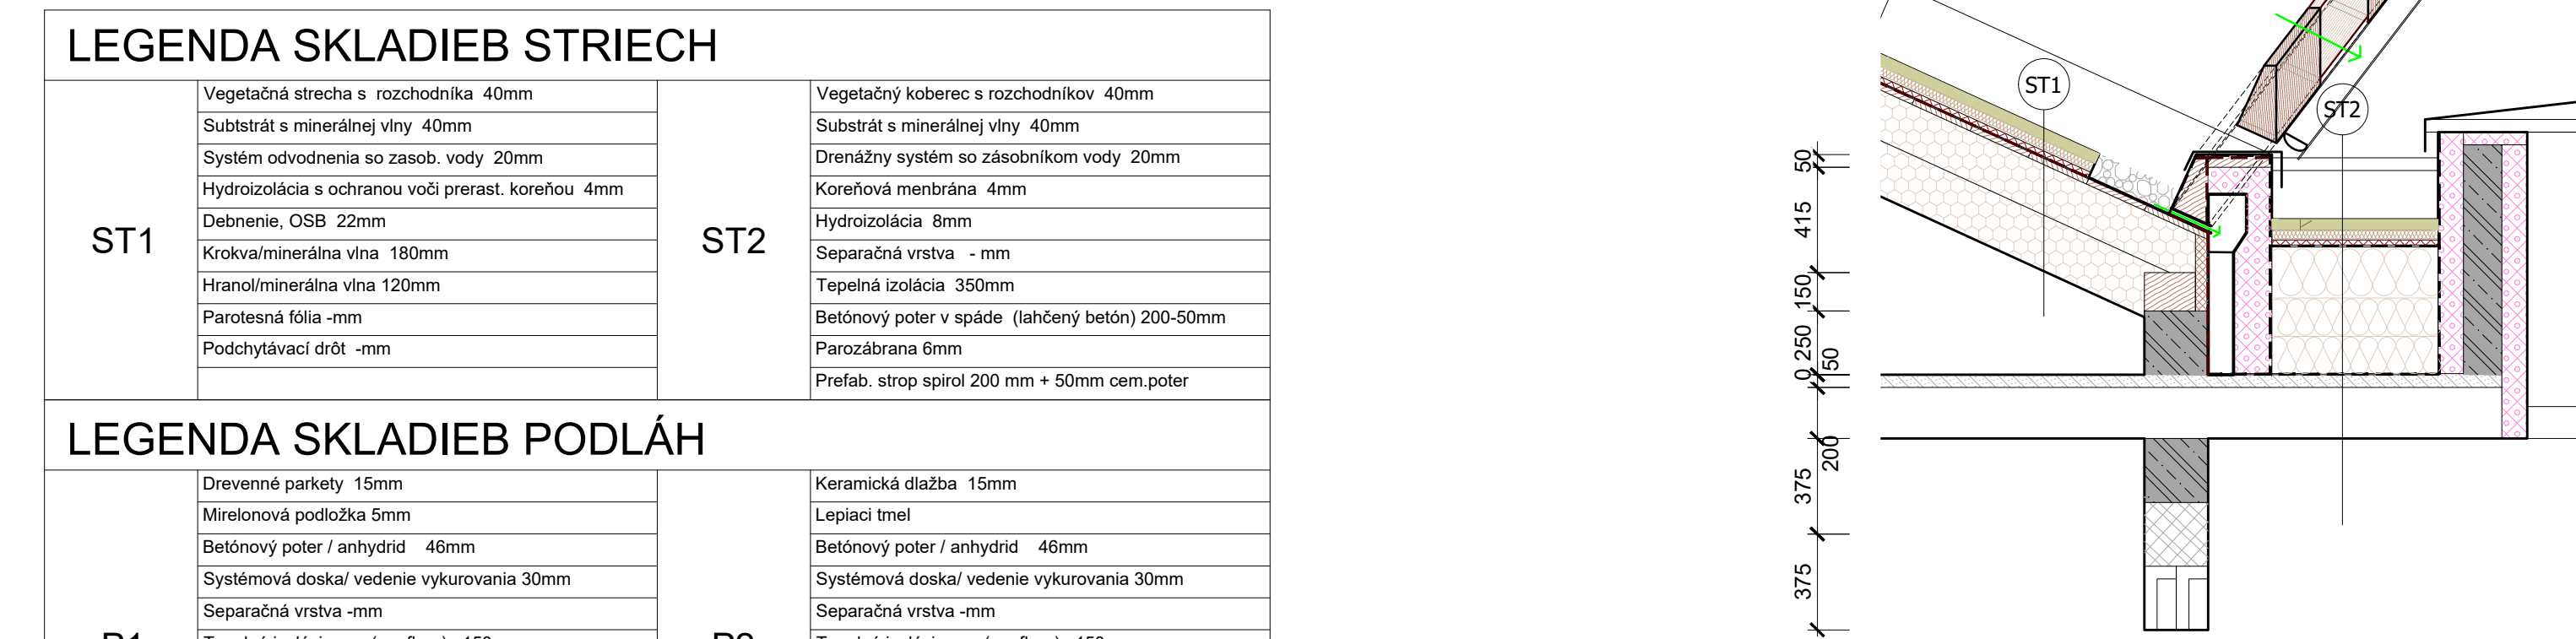 LEGENDA SKLADIEB STRIECH
ST1
Vegetačná strecha s  rozchodníka  40mm
Subtstrát s minerálnej vlny  40mm
Systém odvodnenia so zasob. vody  20mm
Hydroizolácia s ochranou voči prerast. koreňou  4mm
Debnenie, OSB  22mm
Krokva/minerálna vlna  180mm
Hranol/minerálna vlna 120mm
Parotesná fólia -mm
Podchytávací drôt  -mm
ST2
Vegetačný koberec s rozchodníkov  40mm
Substrát s minerálnej vlny  40mm
Drenážny systém so zásobníkom vody  20mm
Koreňová menbrána  4mm
Hydroizolácia  8mm
Separačná vrstva   - mm
Tepelná izolácia  350mm
Betónový poter v spáde  (lahčený betón) 200-50mm
Parozábrana 6mm
Prefab. strop spirol 200 mm + 50mm cem.poter
LEGENDA SKLADIEB PODLÁH
Drevenné parkety  15mm
Mirelonová podložka 5mm
Betónový poter / anhydrid    46mm
Systémová doska/ vedenie vykurovania 30mm
Separačná vrstva -mm
Keramická dlažba  15mm
Lepiaci tmel
Betónový poter / anhydrid    46mm
Systémová doska/ vedenie vykurovania 30mm
Separačná vrstva -mm
ST1
ST2
50
415
150
250
0
50
200
375
375